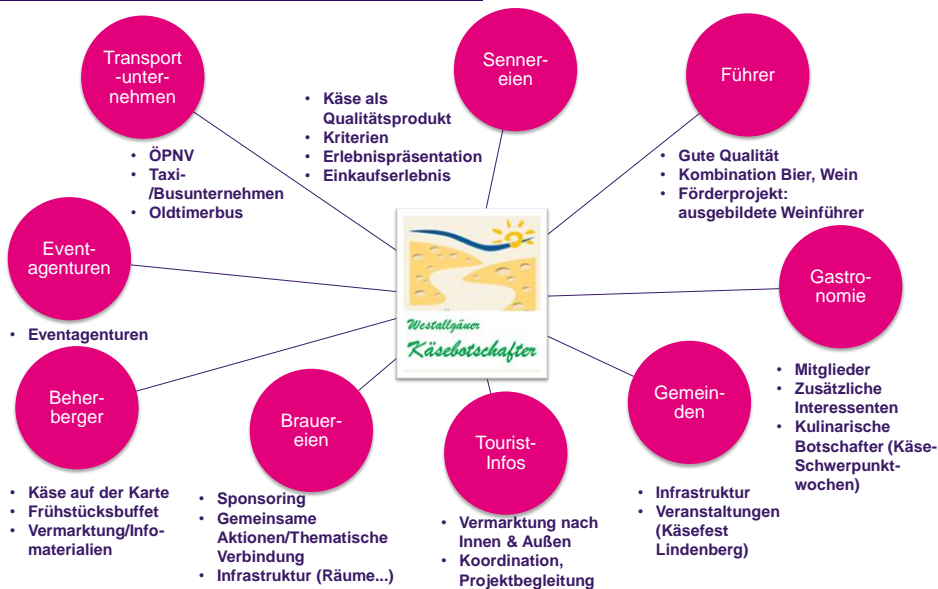 Transport
-unter-
nehmen
• ÖPNV
• Taxi-
/Busunternehmen
• Oldtimerbus
Senner-
eien
• Käse als
Qualitätsprodukt
• Kriterien
• Erlebnispräsentation
• Einkaufserlebnis
Führer
• Gute Qualität
• Kombination Bier, Wein
• Förderprojekt:
ausgebildete Weinführer
Event-
agenturen
• Eventagenturen
Westallgäuer
Käsebotschafter
Gastro-
nomie
• Mitglieder
• Zusätzliche
Interessenten
• Kulinarische
Botschafter (Käse-
Schwerpunkt-
wochen)
Beher-
berger
• Käse auf der Karte
• Frühstücksbuffet
• Vermarktung/Info-
materialien
Brauer-
eien
• Sponsoring
• Gemeinsame
Aktionen/Thematische
Verbindung
• Infrastruktur (Räume...)
Tourist-
Infos
• Vermarktung nach
Innen & Außen
• Koordination,
Projektbegleitung
Gemein-
den
• Infrastruktur
• Veranstaltungen
(Käsefest
Lindenberg)